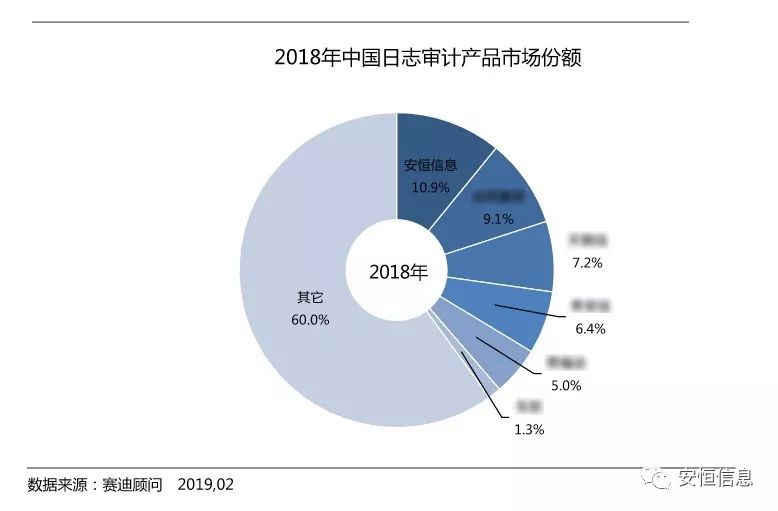 2018年中国日志审计产品市场份额
安恒信息
10.9%
9.1%
7.2%
6.4%
5.0%
1.3%
其它
60.0%
2018年
数据来源：赛迪顾问 2019,02
安恒信息